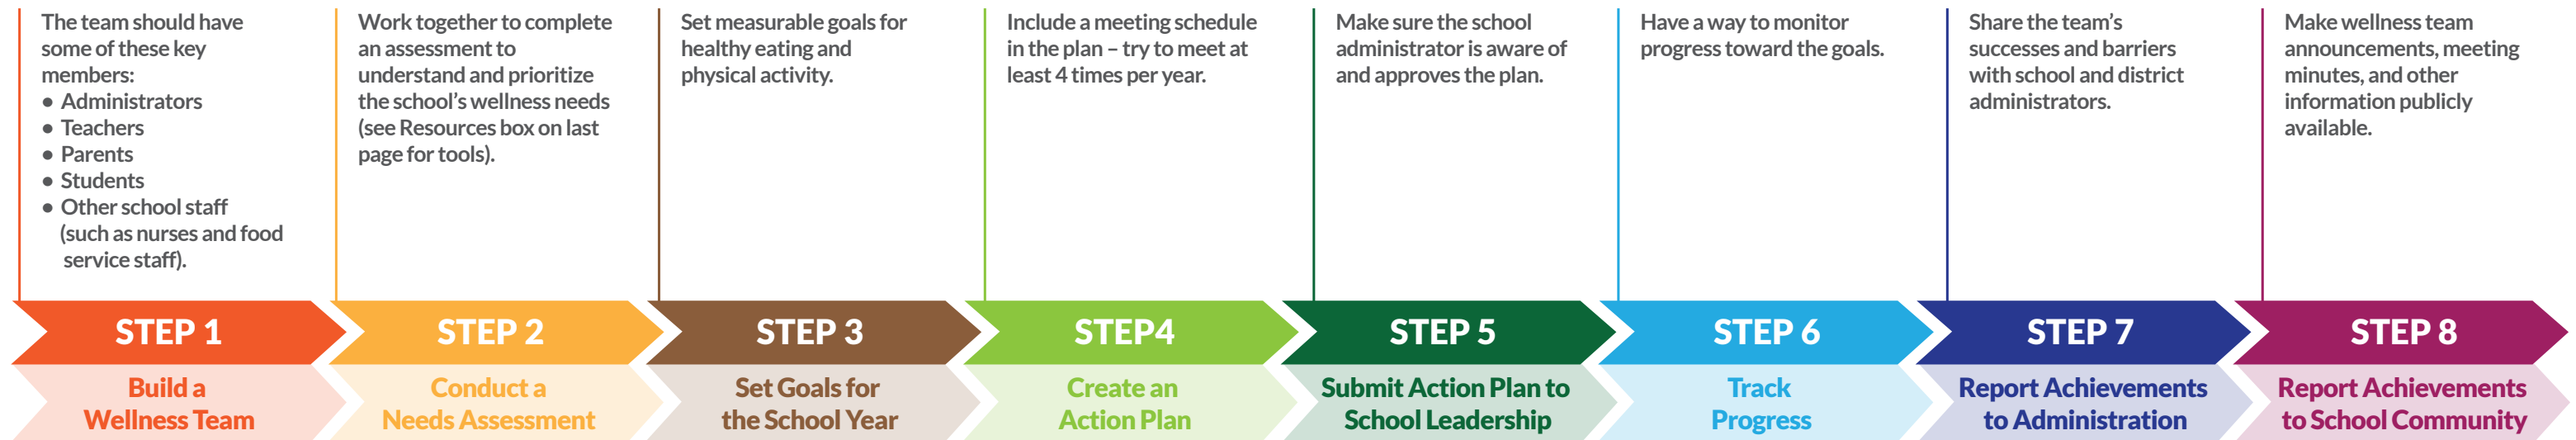 The team should have
some of these key
members:
• Administrators
• Teachers
• Parents
• Students
• Other school staff
(such as nurses and food
service staff).
STEP 1
Build a
Wellness Team
Work together to complete
an assessment to
understand and prioritize
the school’s wellness needs
(see Resources box on last
page for tools).
STEP 2
Conduct a
Needs Assessment
Set measurable goals for
healthy eating and
physical activity.
STEP 3
Set Goals for
the School Year
Include a meeting schedule
in the plan – try to meet at
least 4 times per year.
STEP4
Create an
Action Plan
Make sure the school
administrator is aware of
and approves the plan.
STEP 5
Submit Action Plan to
School Leadership
Have a way to monitor
progress toward the goals.
STEP 6
Track
Progress
Share the team’s
successes and barriers
with school and district
administrators.
STEP 7
Report Achievements
to Administration
Make wellness team
announcements, meeting
minutes, and other
information publicly
available.
STEP 8
Report Achievements
to School Community